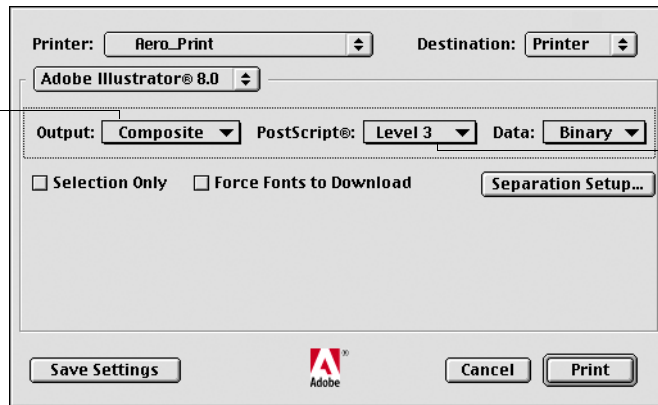 Printer: Aero_Print Destination: Printer
Adobe Illustrator® 8.0
Output: Composite PostScript®: Level 3 Data: Binary
Selection Only Force Fonts to Download Separation Setup...
Save Settings Adobe® Cancel Print